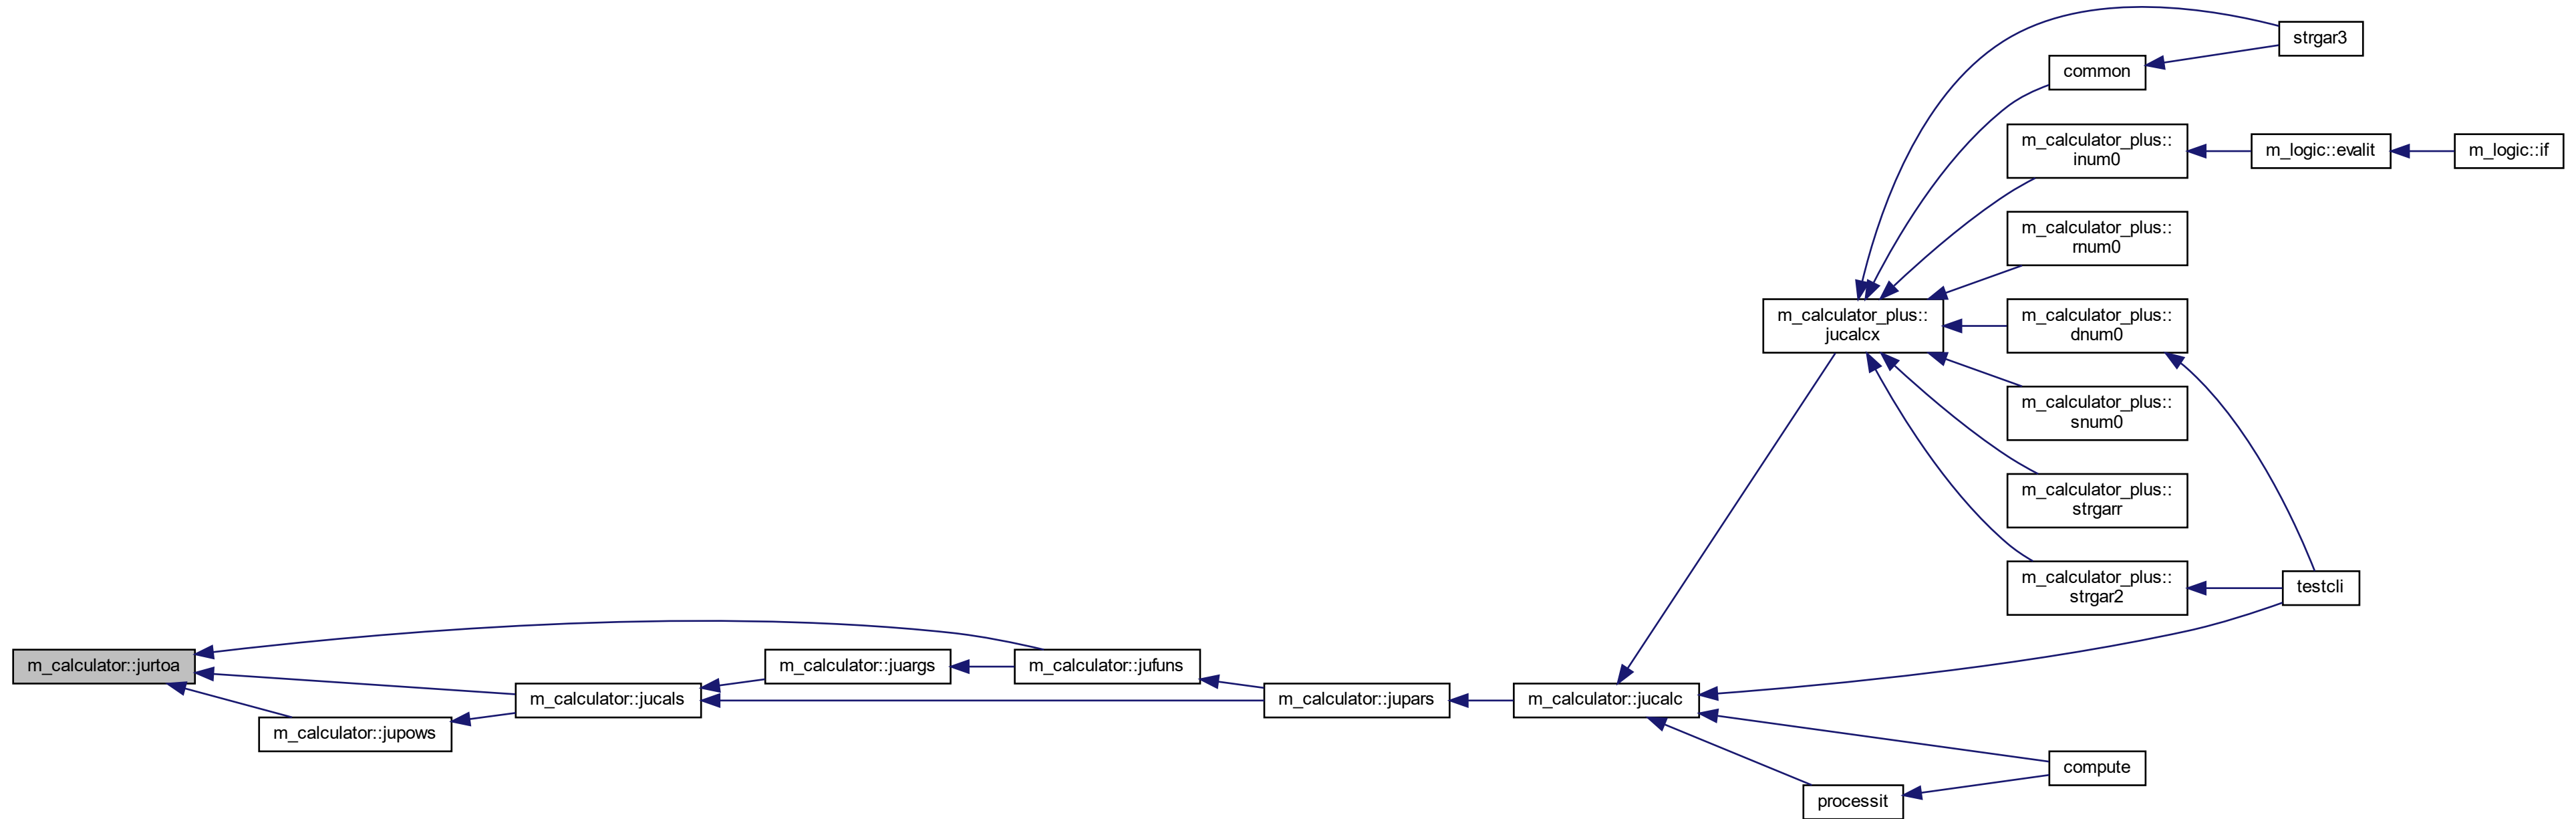 strgar3
common
m_calculator_plus::
inum0
m_logic::evalit
m_logic::if
m_calculator_plus::
rnum0
m_calculator_plus::
jucalcx
m_calculator_plus::
dnum0
m_calculator_plus::
snum0
m_calculator_plus::
strgarr
m_calculator_plus::
strgar2
testcli
m_calculator::jurtoa
m_calculator::juargs
m_calculator::jufuns
m_calculator::jucals
m_calculator::jupars
m_calculator::jucalc
m_calculator::jupows
compute
processit